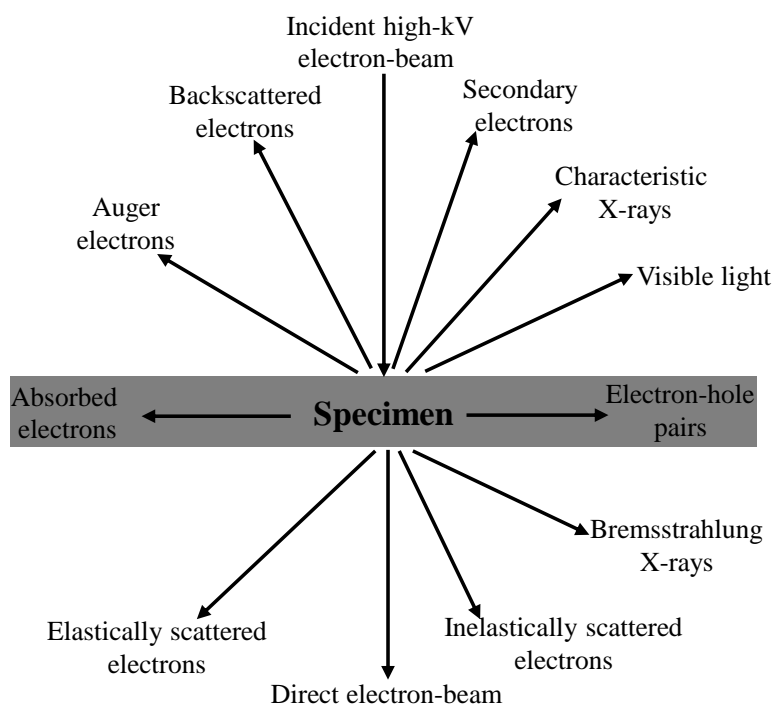 Incident high-kV
electron-beam
Backscattered
electrons
Secondary
electrons
Characteristic
X-rays
Auger
electrons
Visible light
Absorbed
electrons
Specimen
Electron-hole
pairs
Bremsstrahlung
X-rays
Elastically scattered
electrons
Inelastically scattered
electrons
Direct electron-beam